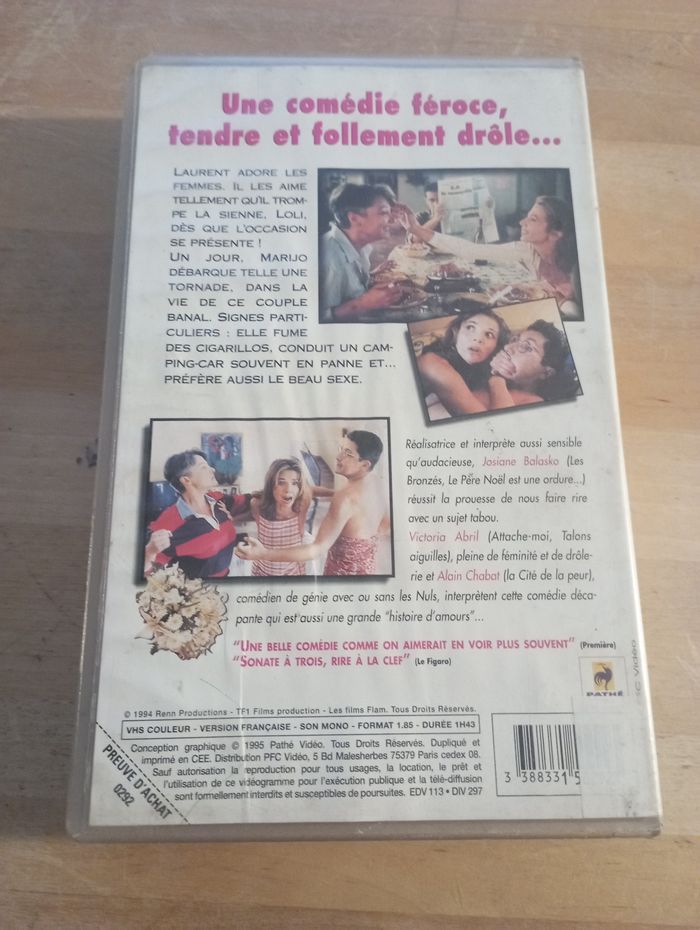 Une comédie féroce,
tendre et follement drôle...
LAURENT ADORE LES
FEMMES. IL LES AIME
TELLEMENT QU'IL TROM-
PE LA SIENNE, LOLI,
DÈS QUE L'OCCASION
SE PRÉSENTE !
UN JOUR, MARIJO
DÉBARQUE TELLE UNE
TORNADE, DANS LA
VIE DE CE COUPLE
BANAL. SIGNES PARTI-
CULIERS : ELLE FUME
DES CIGARILLOS, CONDUIT UN CAM-
PING-CAR SOUVENT EN PANNE ET...
PRÉFÈRE AUSSI LE BEAU SEXE.
Réalisatrice et interprète aussi sensible
qu'audacieuse, Josiane Balasko (Les
Bronzés, Le Père Noël est une ordure...)
réussit la prouesse de nous faire rire
avec un sujet tabou.
Victoria Abril (Attache-moi, Talons
aiguilles), pleine de féminité et de drôle-
rie et Alain Chabat (la Cité de la peur),
comédien de génie avec ou sans les Nuls, interprètent cette comédie déca-
pante qui est aussi une grande "histoire d'amours"...
"UNE BELLE COMÉDIE COMME ON AIMERAIT EN VOIR PLUS SOUVENT" (Première)
"SONATE À TROIS, RIRE À LA CLEF" (Le Figaro)
PATHÉ
© 1994 Renn Productions - TF1 Films production - Les films Flam. Tous Droits Réservés.
VHS COULEUR - VERSION FRANÇAISE - SON MONO - FORMAT 1.85 - DURÉE 1H43
Conception graphique © 1995 Pathé Vidéo. Tous Droits Réservés. Dupliqué et
imprimé en CEE. Distribution PFC Vidéo, 5 Bd Malesherbes 75379 Paris cedex 08.
Sauf autorisation la reproduction pour tous usages, la location, le prêt et
l'utilisation de ce vidéogramme pour l'exécution publique et la télé-diffusion
sont formellement interdits et susceptibles de poursuites. EDV 113 • DIV 297
PREUVE D'ACHAT
0292
3 388331 5